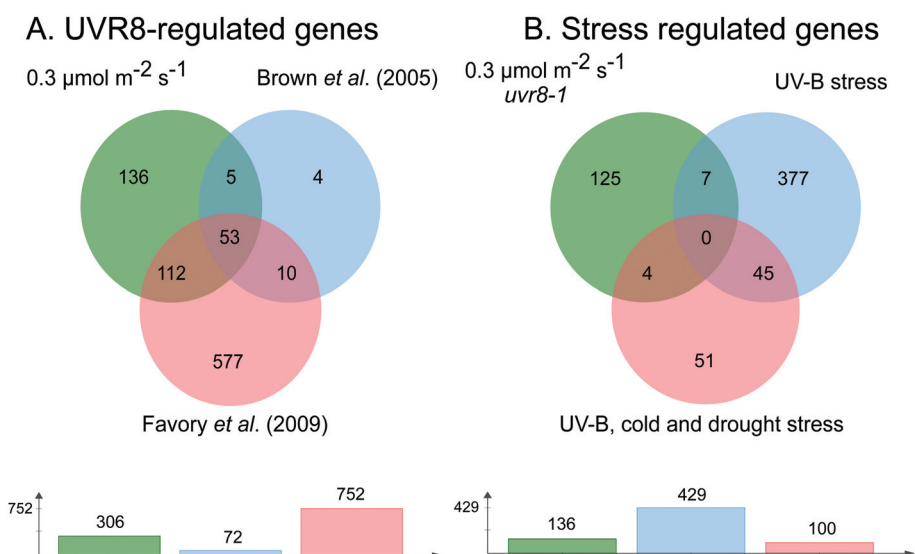 A. UVR8-regulated genes
0.3 µmol m-2 s-1
Brown et al. (2005)
136
5
4
53
112
10
577
Favory et al. (2009)
752
306
72
752
B. Stress regulated genes
0.3 µmol m-2 s-1
uvr8-1
UV-B stress
125
7
377
0
4
45
51
UV-B, cold and drought stress
429
136
429
100